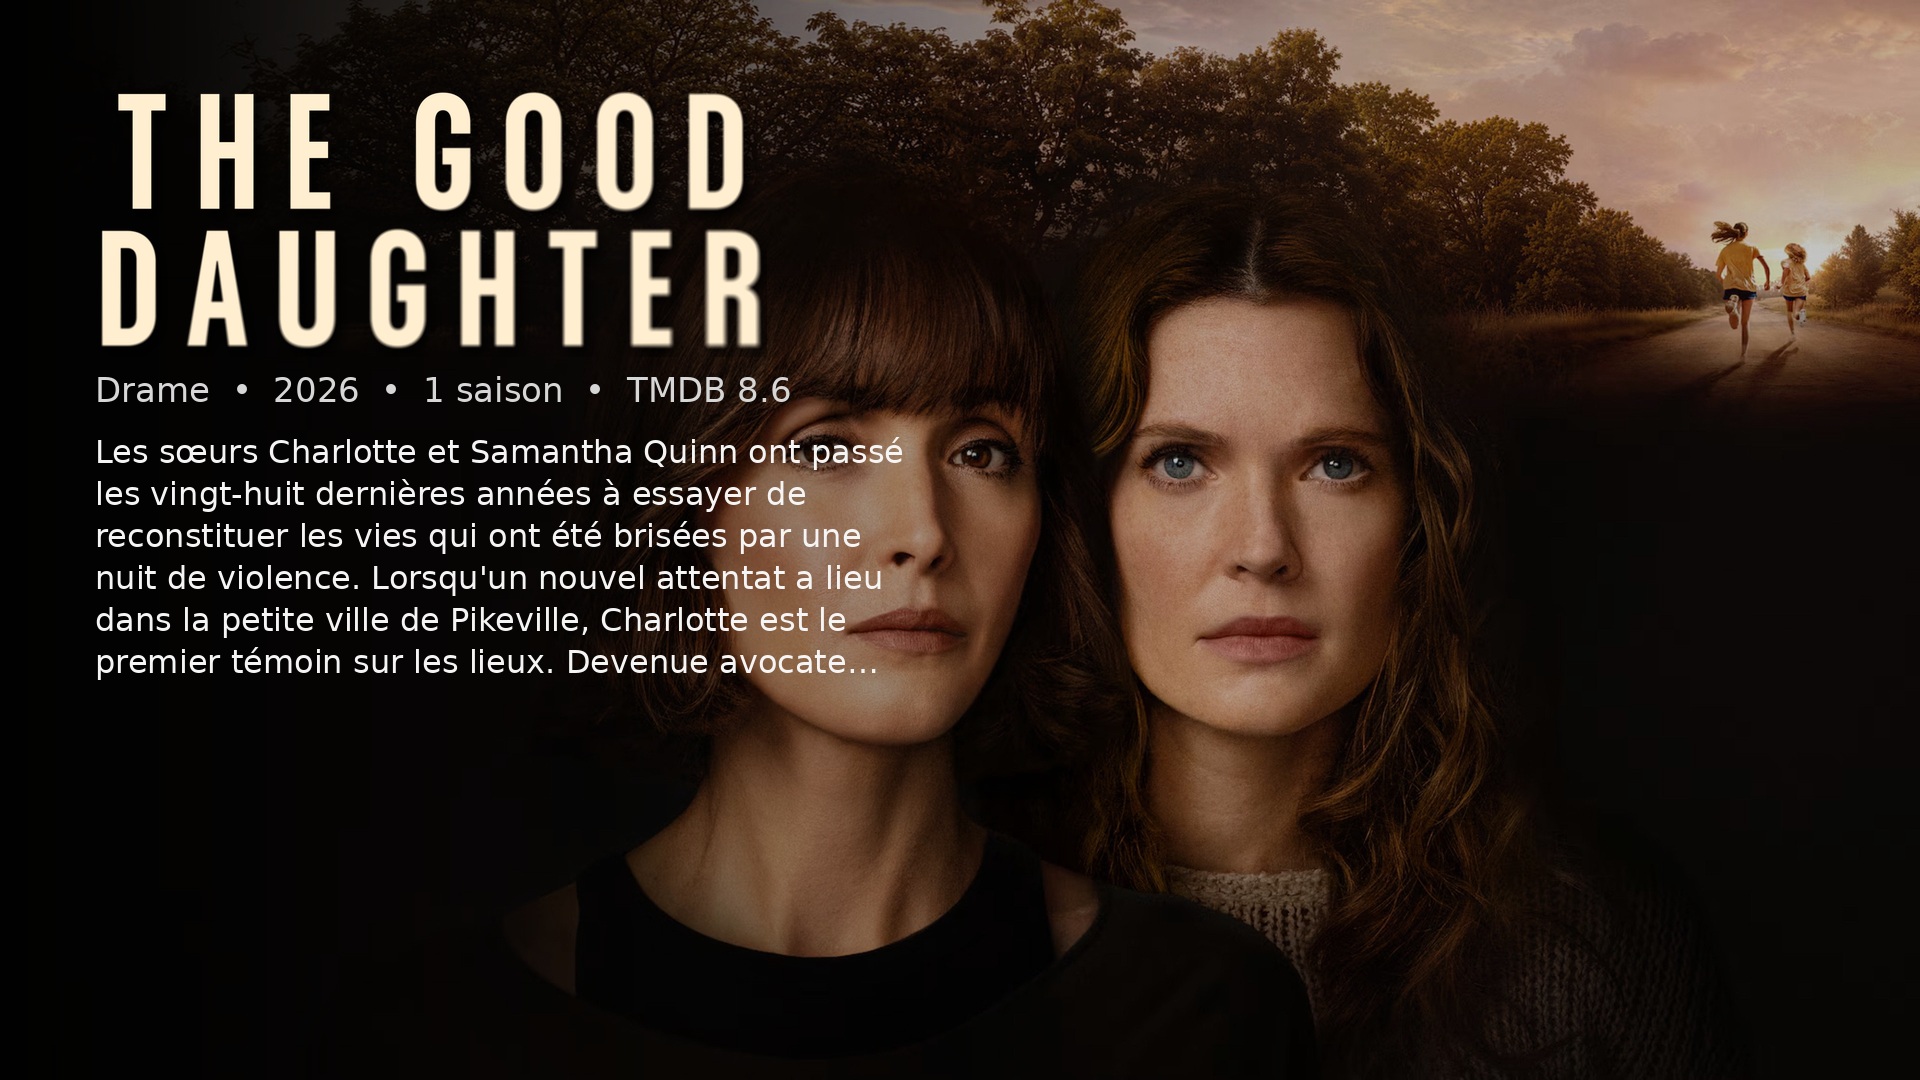 THE GOOD
DAUGHTER
Drame • 2026 • 1 saison • TMDB 8.6
Les sœurs Charlotte et Samantha Quinn ont passé
les vingt-huit dernières années à essayer de
reconstituer les vies qui ont été brisées par une
nuit de violence. Lorsqu'un nouvel attentat a lieu
dans la petite ville de Pikeville, Charlotte est le
premier témoin sur les lieux. Devenue avocate...